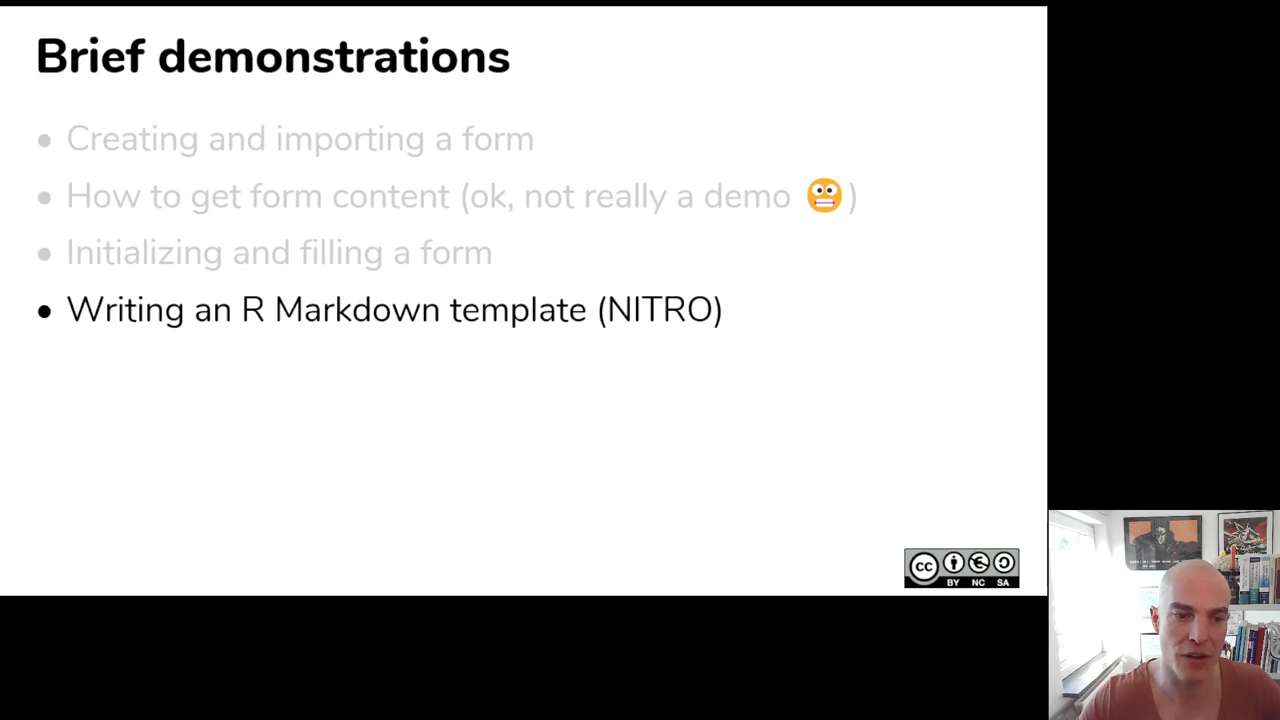 Brief demonstrations
• Creating and importing a form
• How to get form content (ok, not really a demo 😬)
• Initializing and filling a form
• Writing an R Markdown template (NITRO)
cc
BY NC SA